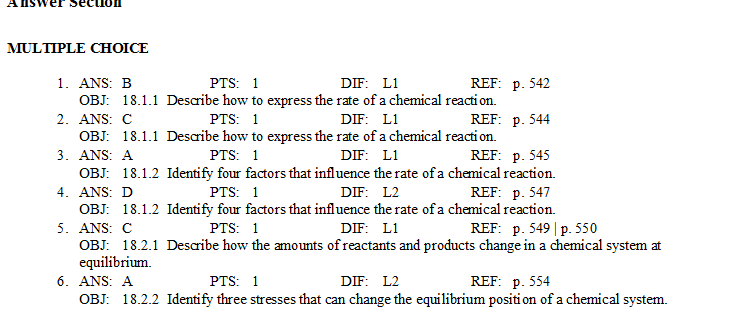 Answer Section
MULTIPLE CHOICE
1. ANS: B PTS: 1 DIF: L1 REF: p. 542
OBJ: 18.1.1 Describe how to express the rate of a chemical reaction.
2. ANS: C PTS: 1 DIF: L1 REF: p. 544
OBJ: 18.1.1 Describe how to express the rate of a chemical reaction.
3. ANS: A PTS: 1 DIF: L1 REF: p. 545
OBJ: 18.1.2 Identify four factors that influence the rate of a chemical reaction.
4. ANS: D PTS: 1 DIF: L2 REF: p. 547
OBJ: 18.1.2 Identify four factors that influence the rate of a chemical reaction.
5. ANS: C PTS: 1 DIF: L1 REF: p. 549 | p. 550
OBJ: 18.2.1 Describe how the amounts of reactants and products change in a chemical system at
equilibrium.
6. ANS: A PTS: 1 DIF: L2 REF: p. 554
OBJ: 18.2.2 Identify three stresses that can change the equilibrium position of a chemical system.